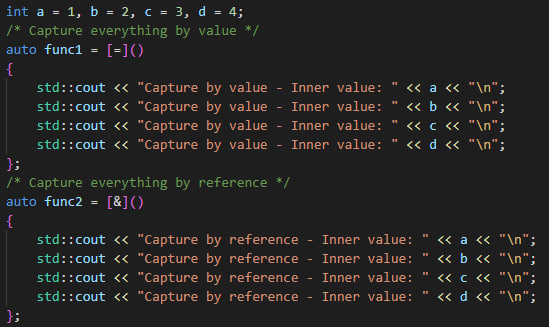 int a = 1, b = 2, c = 3, d = 4;
/* Capture everything by value */
auto func1 = [=]()
{
    std::cout << "Capture by value - Inner value: " << a << "\n";
    std::cout << "Capture by value - Inner value: " << b << "\n";
    std::cout << "Capture by value - Inner value: " << c << "\n";
    std::cout << "Capture by value - Inner value: " << d << "\n";
};
/* Capture everything by reference */
auto func2 = [&]()
{
    std::cout << "Capture by reference - Inner value: " << a << "\n";
    std::cout << "Capture by reference - Inner value: " << b << "\n";
    std::cout << "Capture by reference - Inner value: " << c << "\n";
    std::cout << "Capture by reference - Inner value: " << d << "\n";
};